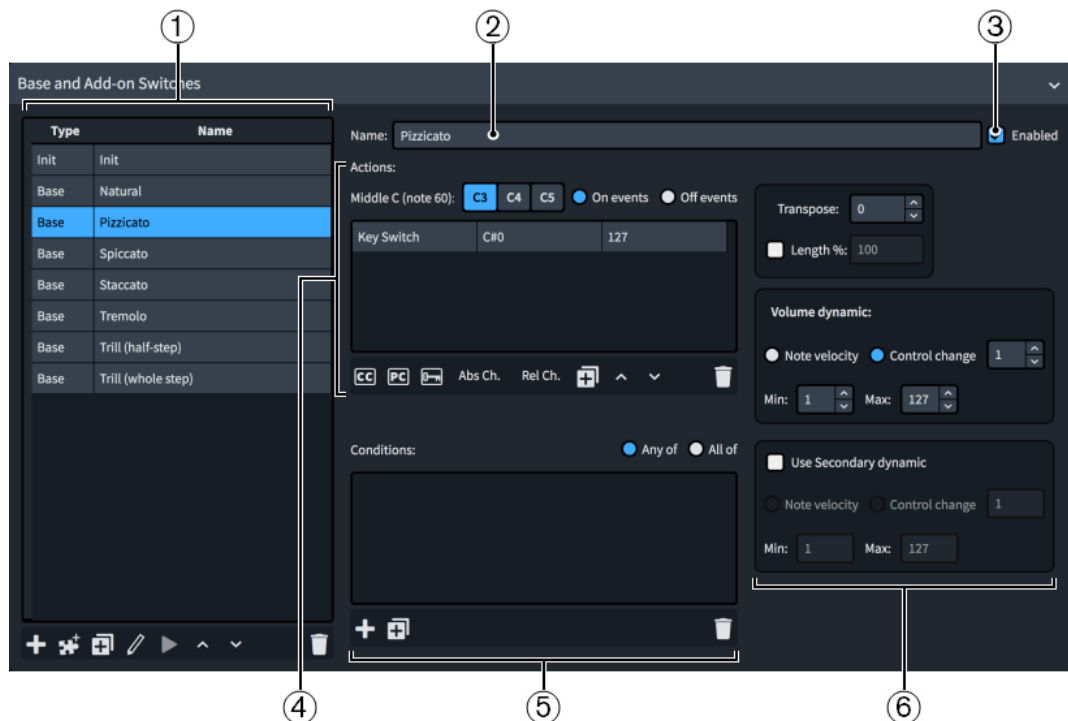 ① ② ③
Base and Add-on Switches
Type Name
Init Init
Base Natural
Base Pizzicato
Base Spiccato
Base Staccato
Base Tremolo
Base Trill (half-step)
Base Trill (whole step)
Name: Pizzicato Enabled
Actions:
Middle C (note 60): C3 C4 C5 On events Off events
Key Switch C#0 127
CC PC Abs Ch. Rel Ch.
Conditions: Any of All of
Transpose: 0
Length %: 100
Volume dynamic:
Note velocity Control change 1
Min: 1 Max: 127
Use Secondary dynamic
Note velocity Control change 1
Min: 1 Max: 127
④ ⑤ ⑥